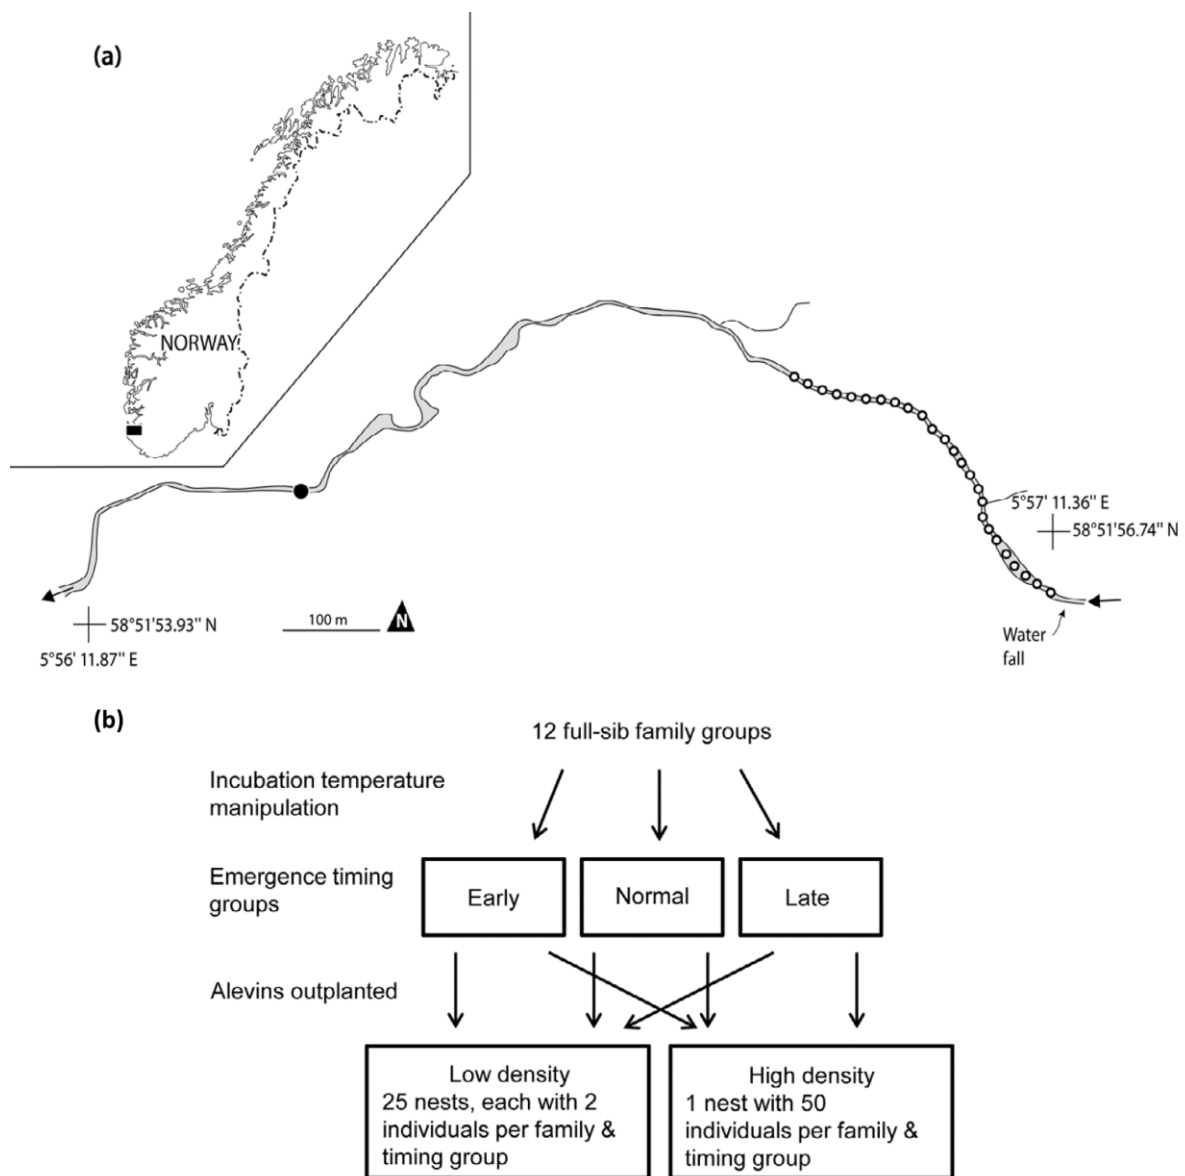 (a)
NORWAY
5°57' 11.36'' E
58°51'56.74'' N
Water
fall
100 m
N
58°51'53.93'' N
5°56' 11.87'' E
(b)
12 full-sib family groups
Incubation temperature
manipulation
Emergence timing
groups
Early
Normal
Late
Alevins outplanted
Low density
25 nests, each with 2
individuals per family &
timing group
High density
1 nest with 50
individuals per family &
timing group